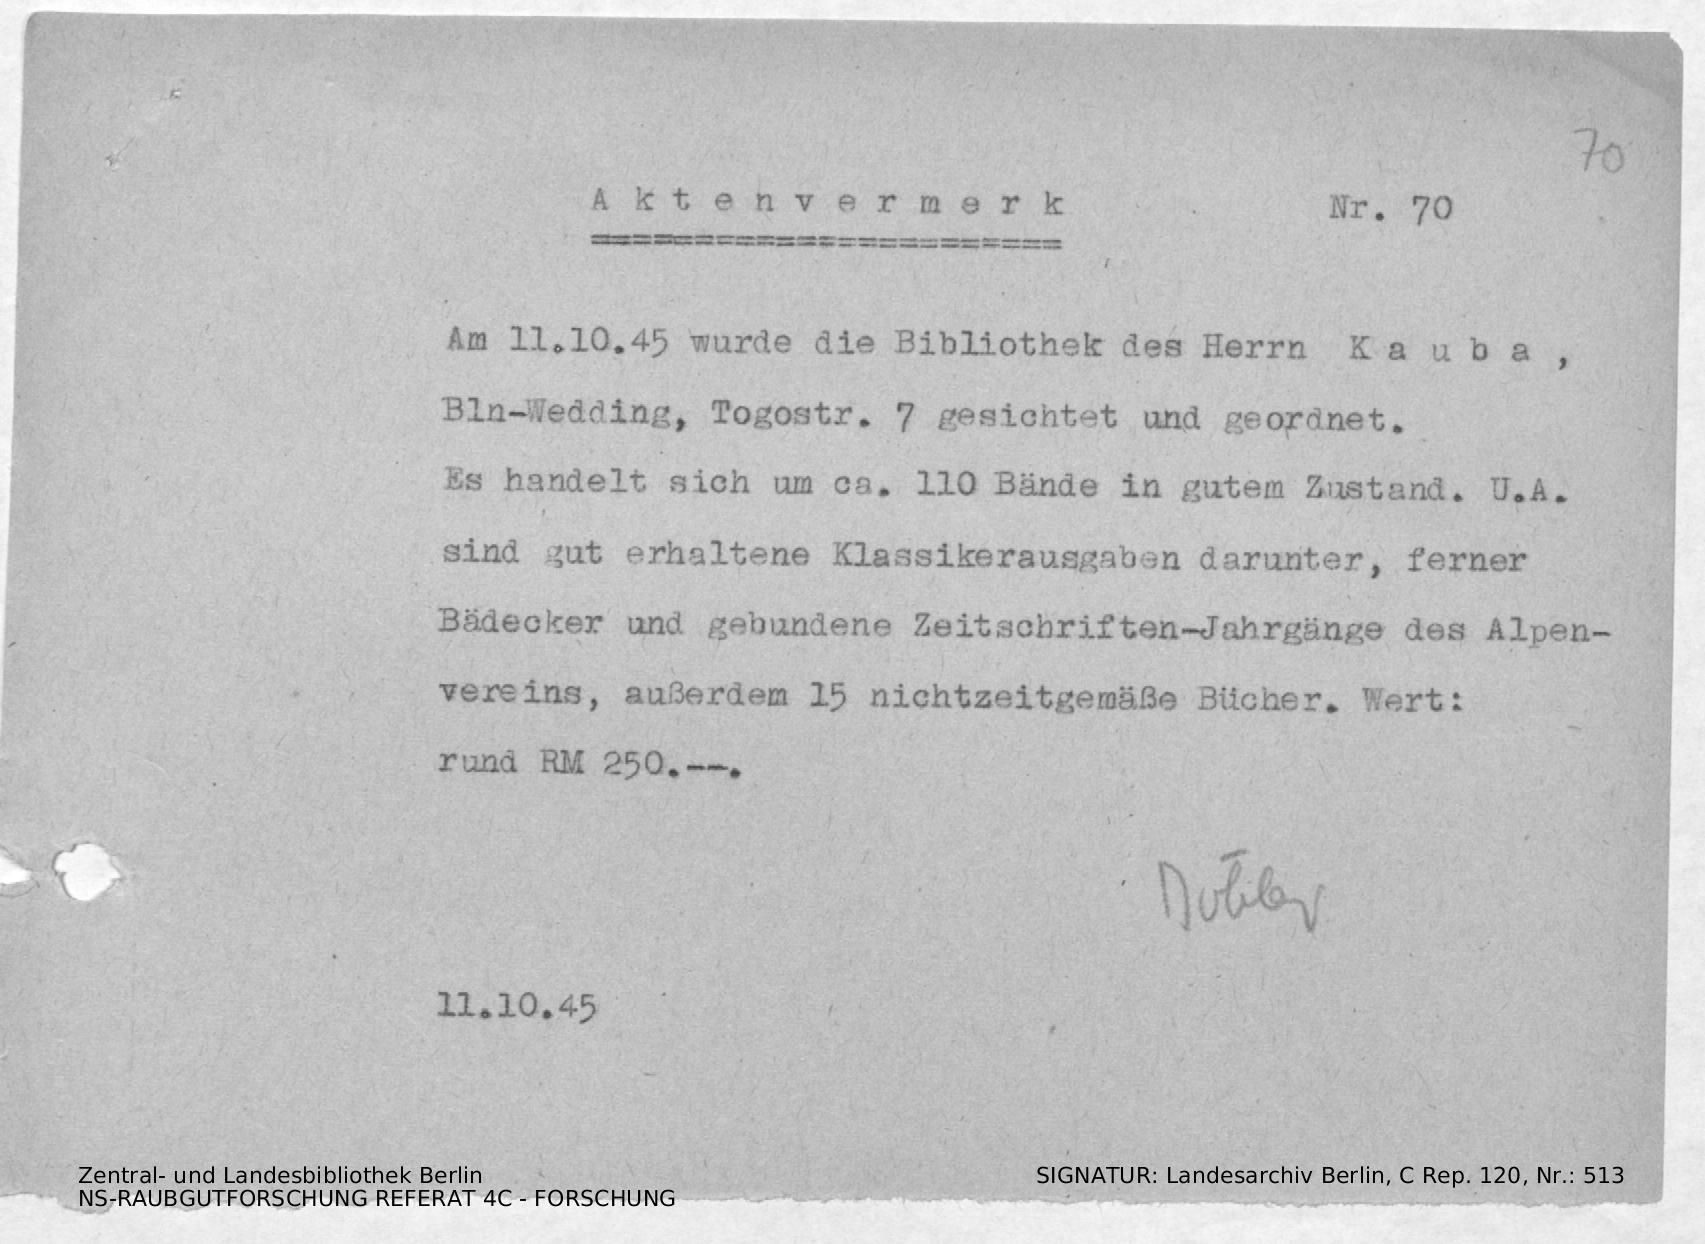 70
A k t e n v e r m e r k Nr. 70
=======================
Am 11.10.45 wurde die Bibliothek des Herrn K a u b a ,
Bln-Wedding, Togostr. 7 gesichtet und geordnet.
Es handelt sich um ca. 110 Bände in gutem Zustand. U.A.
sind gut erhaltene Klassikerausgaben darunter, ferner
Bädecker und gebundene Zeitschriften-Jahrgänge des Alpen-
vereins, außerdem 15 nichtzeitgemäße Bücher. Wert:
rund RM 250.--.
11.10.45
Zentral- und Landesbibliothek Berlin
NS-RAUBGUTFORSCHUNG REFERAT 4C - FORSCHUNG
SIGNATUR: Landesarchiv Berlin, C Rep. 120, Nr.: 513